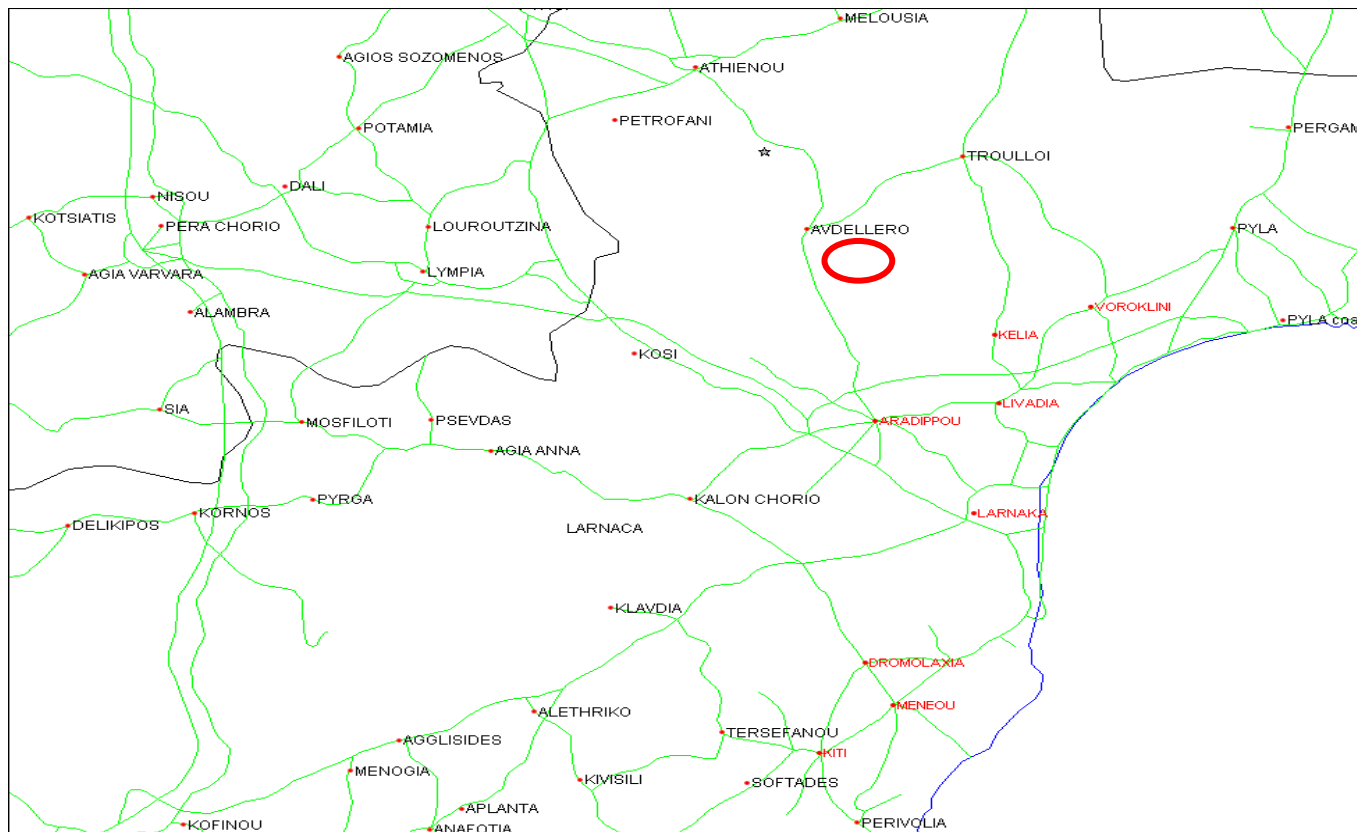 MELOUSIA
AGIOS SOZOMENOS
ATHIENOU
PETROFANI
POTAMIA
PERGAM
TROULLOI
DALI
NISOU
KOTSIATIS
PERA CHORIO
LOUROUTZINA
AVDELLERO
PYLA
AGIA VARVARA
LYMPIA
ALAMBRA
VOROKLINI
PYLA coa
KELIA
KOSI
SIA
MOSFILOTI
PSEVDAS
LIVADIA
ARADIPPOU
AGIA ANNA
PYRGA
KALON CHORIO
KORNOS
LARNAKA
DELIKIPOS
LARNACA
KLAVDIA
DROMOLAXIA
MENEOU
ALETHRIKO
TERSEFANOU
AGGLISIDES
KITI
MENOGIA
KIVISILI
SOFTADES
APLANTA
KOFINOU
ANAFOTIA
PERIVOLIA